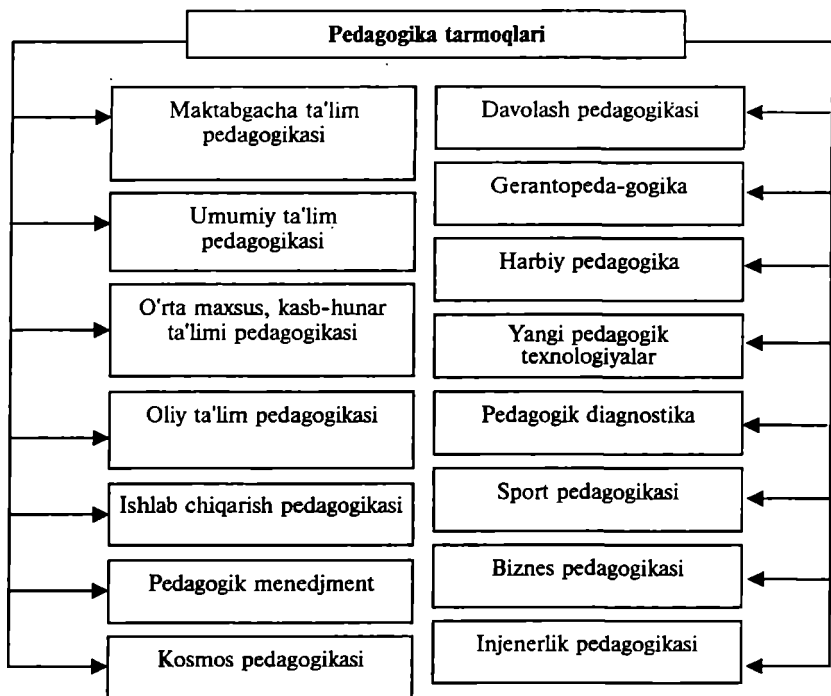 Pedagogika tarmoqlari
Maktabgacha ta'lim
pedagogikasi
Umumiy ta'lim
pedagogikasi
O'rta maxsus, kasb-hunar
ta'limi pedagogikasi
Oliy ta'lim pedagogikasi
Ishlab chiqarish pedagogikasi
Pedagogik menedjment
Kosmos pedagogikasi
Davolash pedagogikasi
Gerantopeda-gogika
Harbiy pedagogika
Yangi pedagogik
texnologiyalar
Pedagogik diagnostika
Sport pedagogikasi
Biznes pedagogikasi
Injenerlik pedagogikasi